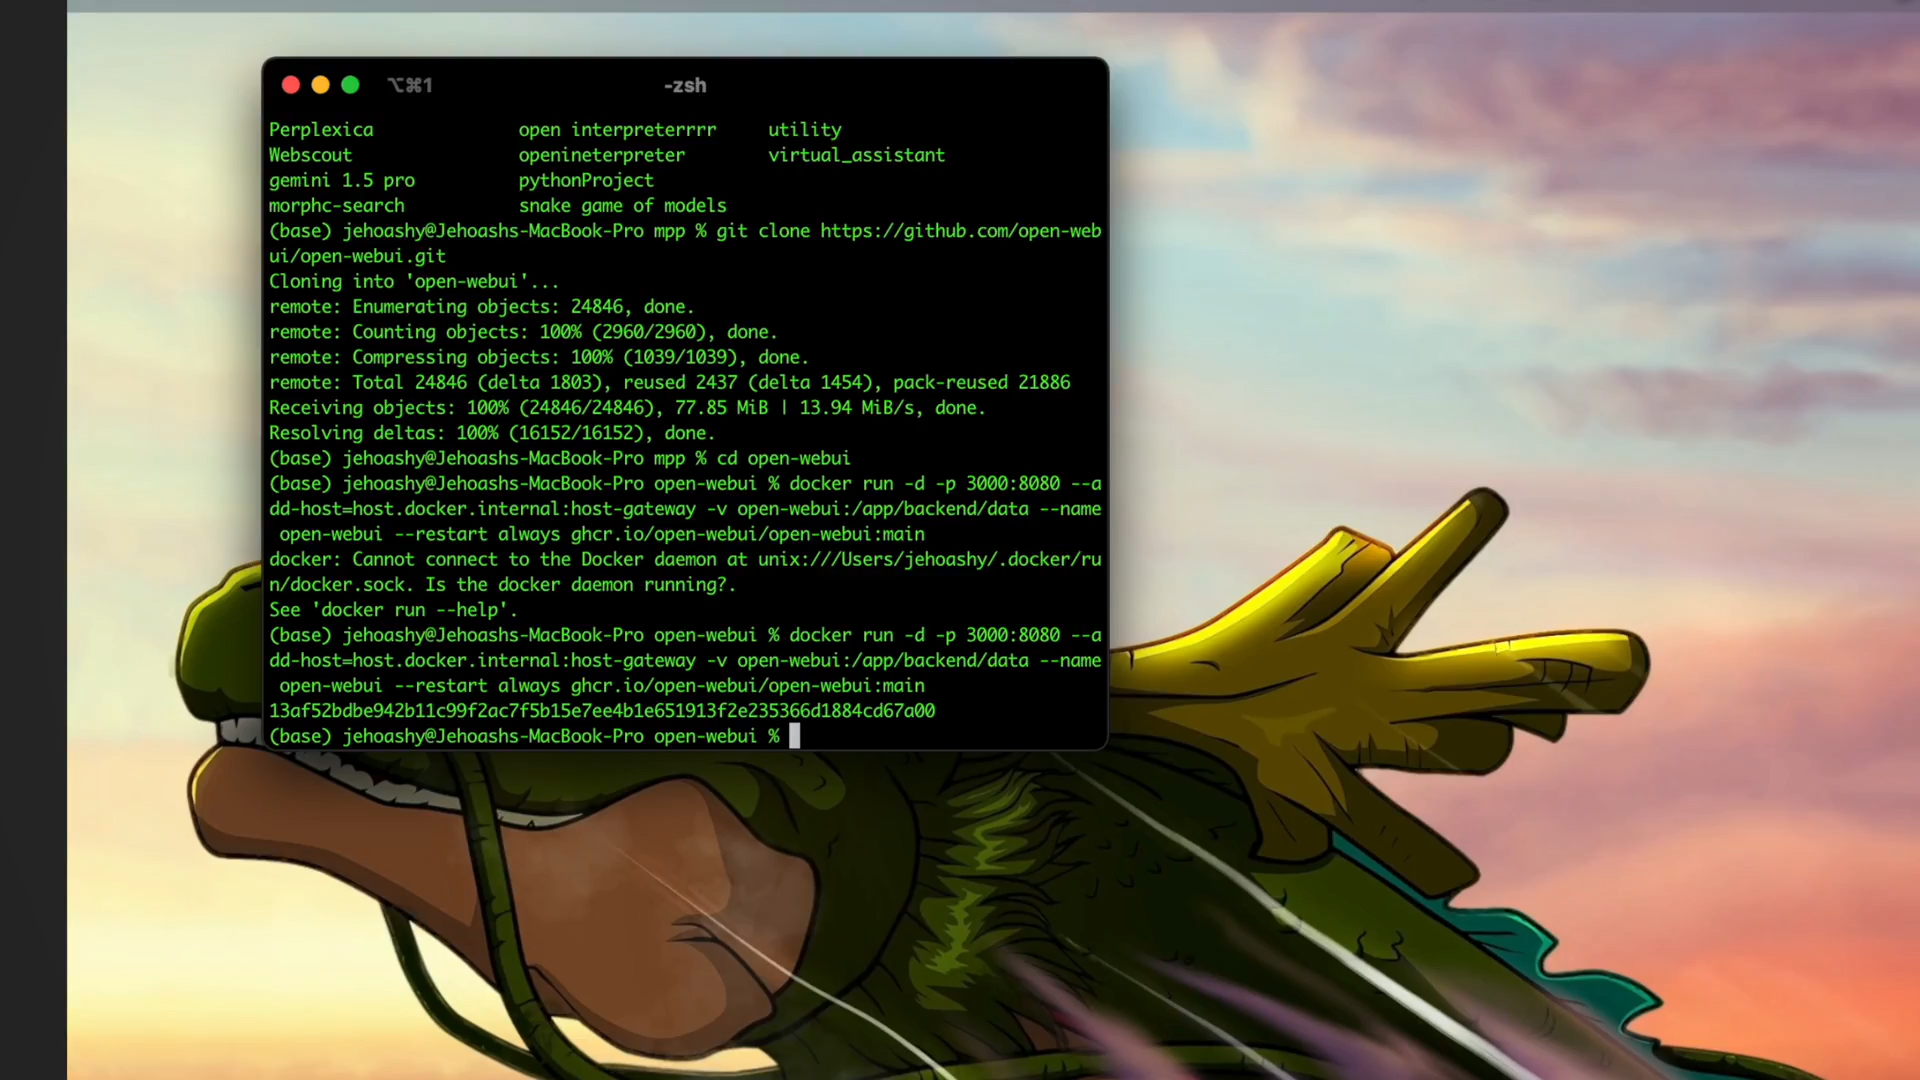 ⌥⌘1 -zsh
Perplexica open interpreterrrr utility
Webscout openineterpreter virtual_assistant
gemini 1.5 pro pythonProject
morphc-search snake game of models
(base) jehoashy@Jehoashs-MacBook-Pro mpp % git clone https://github.com/open-web
ui/open-webui.git
Cloning into 'open-webui'...
remote: Enumerating objects: 24846, done.
remote: Counting objects: 100% (2960/2960), done.
remote: Compressing objects: 100% (1039/1039), done.
remote: Total 24846 (delta 1803), reused 2437 (delta 1454), pack-reused 21886
Receiving objects: 100% (24846/24846), 77.85 MiB | 13.94 MiB/s, done.
Resolving deltas: 100% (16152/16152), done.
(base) jehoashy@Jehoashs-MacBook-Pro mpp % cd open-webui
(base) jehoashy@Jehoashs-MacBook-Pro open-webui % docker run -d -p 3000:8080 --a
dd-host=host.docker.internal:host-gateway -v open-webui:/app/backend/data --name
open-webui --restart always ghcr.io/open-webui/open-webui:main
docker: Cannot connect to the Docker daemon at unix:///Users/jehoashy/.docker/ru
n/docker.sock. Is the docker daemon running?.
See 'docker run --help'.
(base) jehoashy@Jehoashs-MacBook-Pro open-webui % docker run -d -p 3000:8080 --a
dd-host=host.docker.internal:host-gateway -v open-webui:/app/backend/data --name
open-webui --restart always ghcr.io/open-webui/open-webui:main
13af52bdbe942b11c99f2ac7f5b15e7ee4b1e651913f2e235366d1884cd67a00
(base) jehoashy@Jehoashs-MacBook-Pro open-webui %